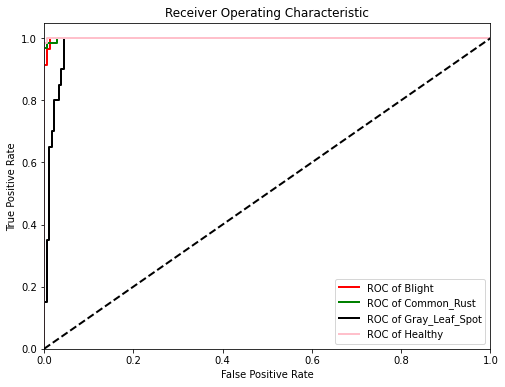 Receiver Operating Characteristic
1.0
0.8
0.6
0.4
0.2
0.0
True Positive Rate
ROC of Blight
ROC of Common_Rust
ROC of Gray_Leaf_Spot
ROC of Healthy
0.0 0.2 0.4 0.6 0.8 1.0
False Positive Rate